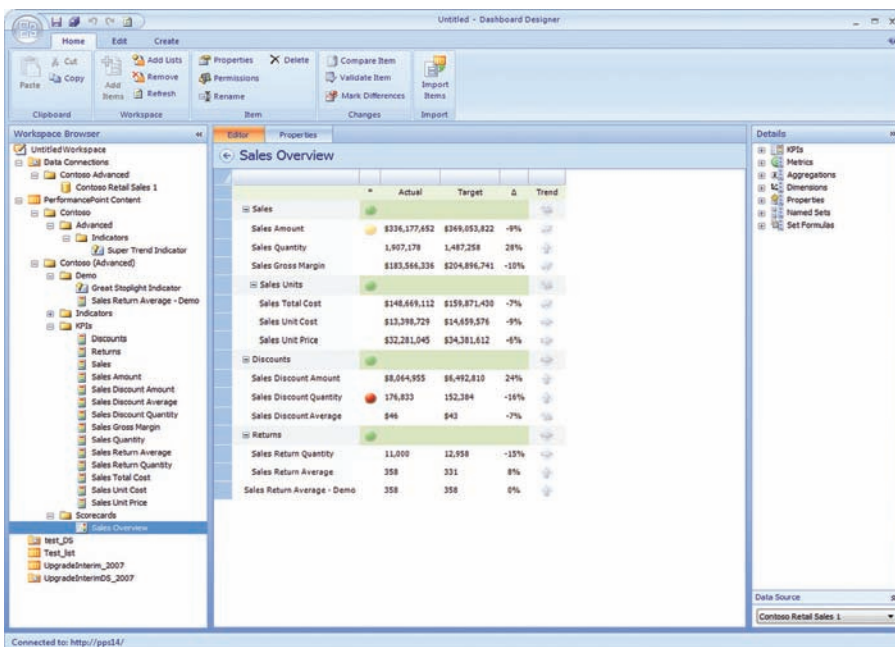 Untitled - Dashboard Designer
Home Edit Create
Paste
Cut
Copy
Clipboard
Add Items
Add Lists
Remove
Refresh
Workspace
Properties
Delete
Permissions
Rename
Item
Compare Item
Validate Item
Mark Differences
Changes
Import Items
Import
Workspace Browser
Untitled Workspace
Data Connections
Contoso Advanced
Contoso Retail Sales 1
PerformancePoint Content
Contoso
Advanced
Indicators
Super Trend Indicator
Contoso (Advanced)
Demo
Great Stoplight Indicator
Sales Return Average - Demo
Indicators
KPIs
Discounts
Returns
Sales
Sales Amount
Sales Discount Amount
Sales Discount Average
Sales Discount Quantity
Sales Gross Margin
Sales Quantity
Sales Return Average
Sales Return Quantity
Sales Total Cost
Sales Unit Cost
Sales Unit Price
Scorecards
Sales Overview
test_DS
Test_list
UpgradeInterim_2007
UpgradeInterimDS_2007
Editor Properties
Sales Overview
* Actual Target Δ Trend
Sales
Sales Amount $336,177,652 $369,053,822 -9%
Sales Quantity 1,907,178 1,487,258 28%
Sales Gross Margin $183,566,336 $204,896,741 -10%
Sales Units
Sales Total Cost $148,669,112 $159,871,430 -7%
Sales Unit Cost $13,398,729 $14,659,576 -9%
Sales Unit Price $32,281,045 $34,381,612 -6%
Discounts
Sales Discount Amount $8,064,955 $6,492,810 24%
Sales Discount Quantity 176,833 152,384 -16%
Sales Discount Average $46 $43 -7%
Returns
Sales Return Quantity 11,000 12,958 -15%
Sales Return Average 358 331 8%
Sales Return Average - Demo 358 358 0%
Details
KPIs
Metrics
Aggregations
Dimensions
Properties
Named Sets
Set Formulas
Data Source
Contoso Retail Sales 1
Connected to: http://pps14/